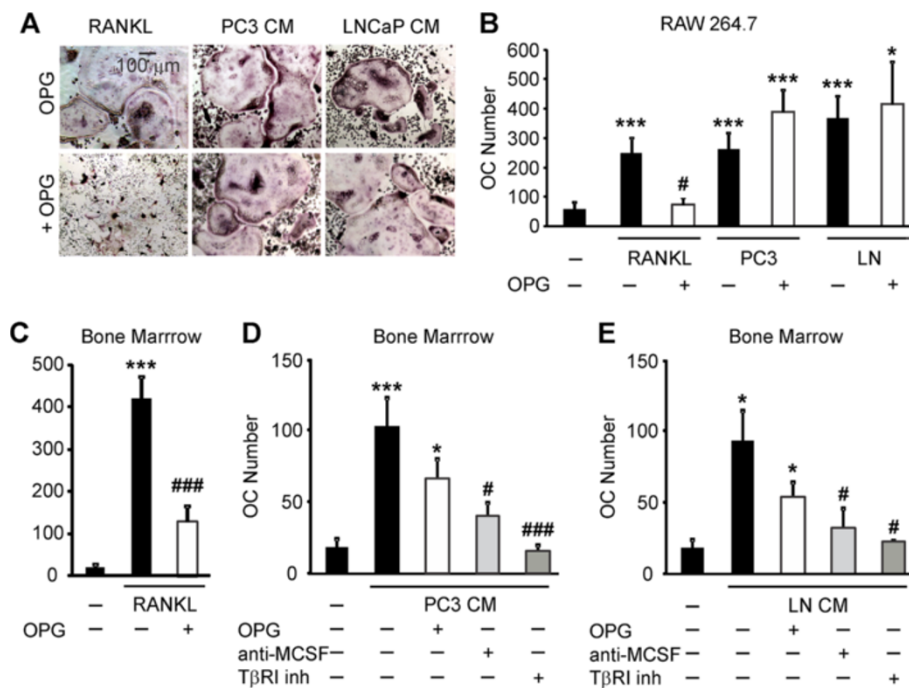 A
RANKL PC3 CM LNCaP CM
100 µm
OPG
+ OPG
B
RAW 264.7
OC Number
600
500
400
300
200
100
0
*** # *** *** *** *
– – + – + – +
RANKL PC3 LN
OPG
C
Bone Marrrow
500
400
300
200
100
0
***
###
– – +
RANKL
OPG
D
Bone Marrow
OC Number
150
100
50
0
***
*
#
###
PC3 CM
– – – – –
OPG – – + – –
anti-MCSF – – – + –
TβRI inh – – – – +
E
Bone Marrow
OC Number
150
100
50
0
*
*
#
#
LN CM
– – – – –
OPG – – + – –
anti-MCSF – – – + –
TβRI inh – – – – +